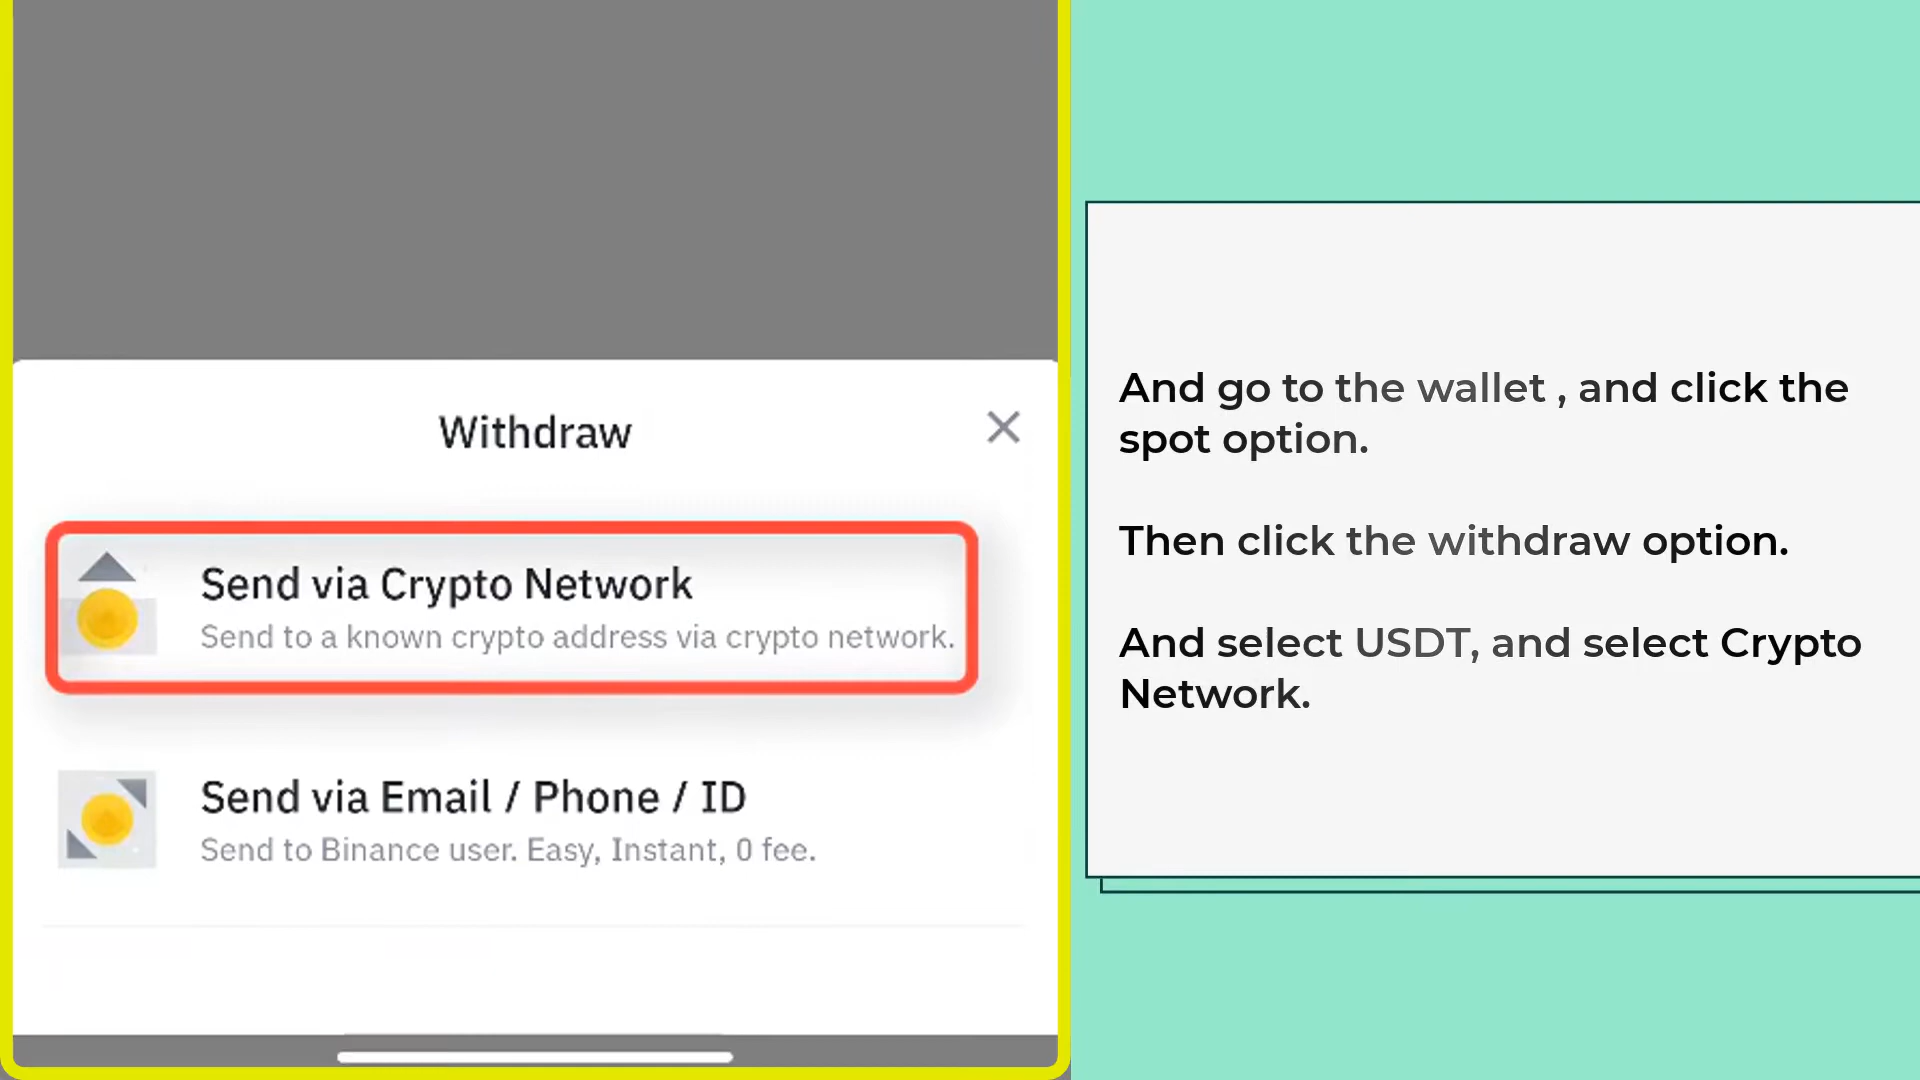 Withdraw
Send via Crypto Network
Send to a known crypto address via crypto network.
Send via Email / Phone / ID
Send to Binance user. Easy, Instant, 0 fee.
And go to the wallet , and click the
spot option.
Then click the withdraw option.
And select USDT, and select Crypto
Network.